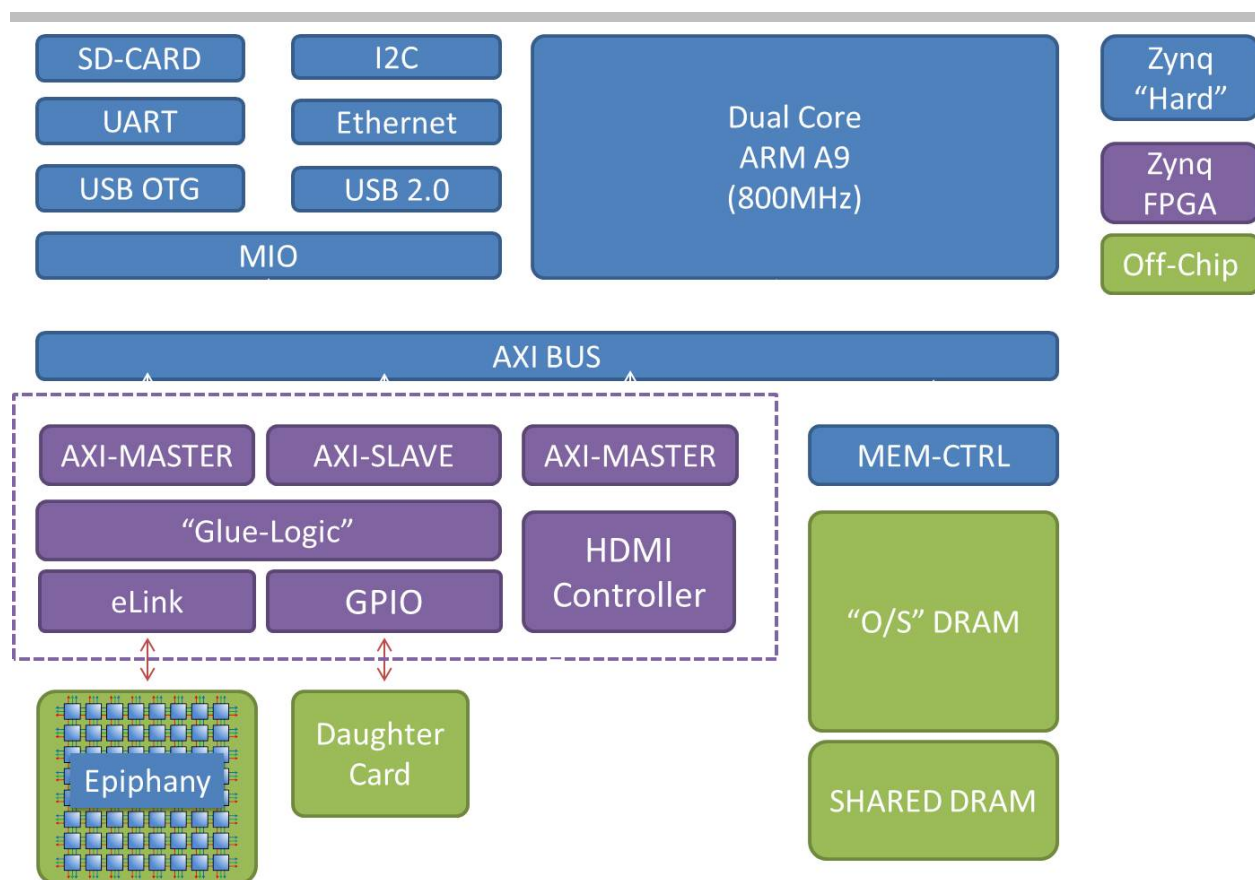 SD-CARD
I2C
UART
Ethernet
USB OTG
USB 2.0
MIO
Dual Core
ARM A9
(800MHz)
Zynq
“Hard”
Zynq
FPGA
Off-Chip
AXI BUS
AXI-MASTER
AXI-SLAVE
AXI-MASTER
MEM-CTRL
“Glue-Logic”
HDMI
Controller
eLink
GPIO
“O/S” DRAM
Epiphany
Daughter
Card
SHARED DRAM